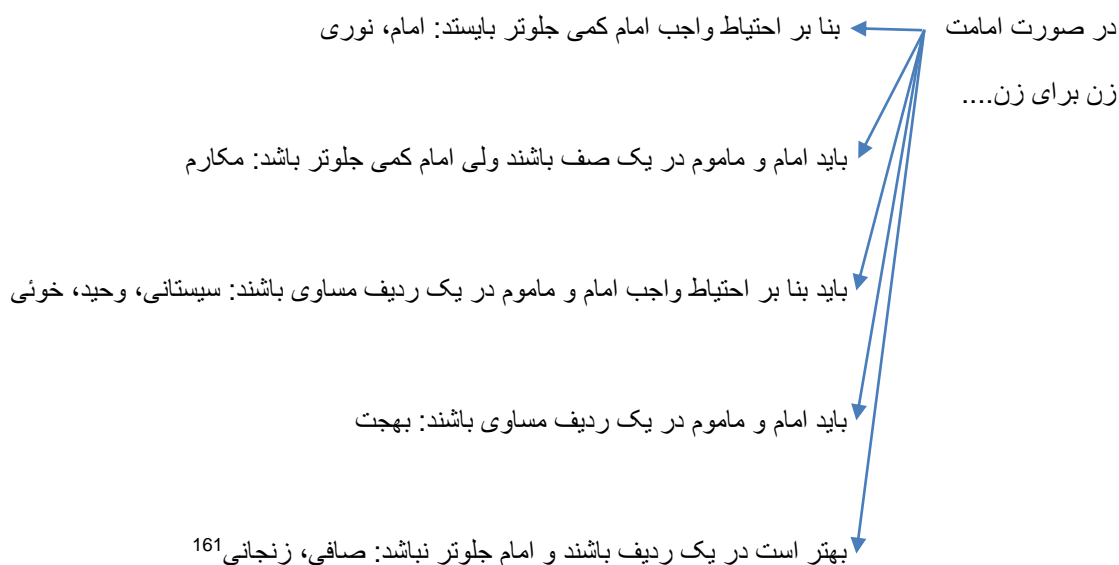 در صورت امامت
زن برای زن....
بنا بر احتیاط واجب امام کمی جلوتر بایستد: امام، نوری
باید امام و ماموم در یک صف باشند ولی امام کمی جلوتر باشد: مکارم
باید بنا بر احتیاط واجب امام و ماموم در یک ردیف مساوی باشند: سیستانی، وحید، خوئی
باید امام و ماموم در یک ردیف مساوی باشند: بهجت
بهتر است در یک ردیف باشند و امام جلوتر نباشد: صافی، زنجانی161